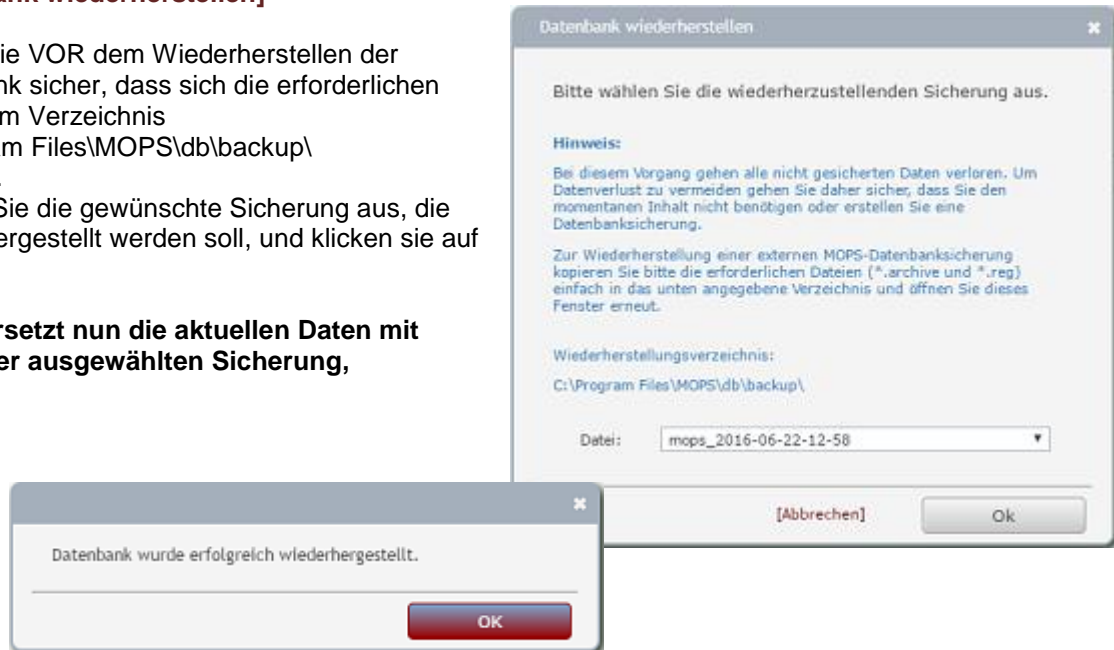 ank wiederherstellen]
ie VOR dem Wiederherstellen der
nk sicher, dass sich die erforderlichen
m Verzeichnis
am Files\MOPS\db\backup\
.
Sie die gewünschte Sicherung aus, die
ergestellt werden soll, und klicken sie auf
rsetzt nun die aktuellen Daten mit
er ausgewählten Sicherung,
Datenbank wiederherstellen
Bitte wählen Sie die wiederherzustellenden Sicherung aus.
Hinweis:
Bei diesem Vorgang gehen alle nicht gesicherten Daten verloren. Um
Datenverlust zu vermeiden gehen Sie daher sicher, dass Sie den
momentanen Inhalt nicht benötigen oder erstellen Sie eine
Datenbanksicherung.
Zur Wiederherstellung einer externen MOPS-Datenbanksicherung
kopieren Sie bitte die erforderlichen Dateien (*.archive und *.reg)
einfach in das unten angegebene Verzeichnis und öffnen Sie dieses
Fenster erneut.
Wiederherstellungsverzeichnis:
C:\Program Files\MOPS\db\backup\
Datei: mops_2016-06-22-12-58
[Abbrechen] Ok
Datenbank wurde erfolgreich wiederhergestellt.
OK